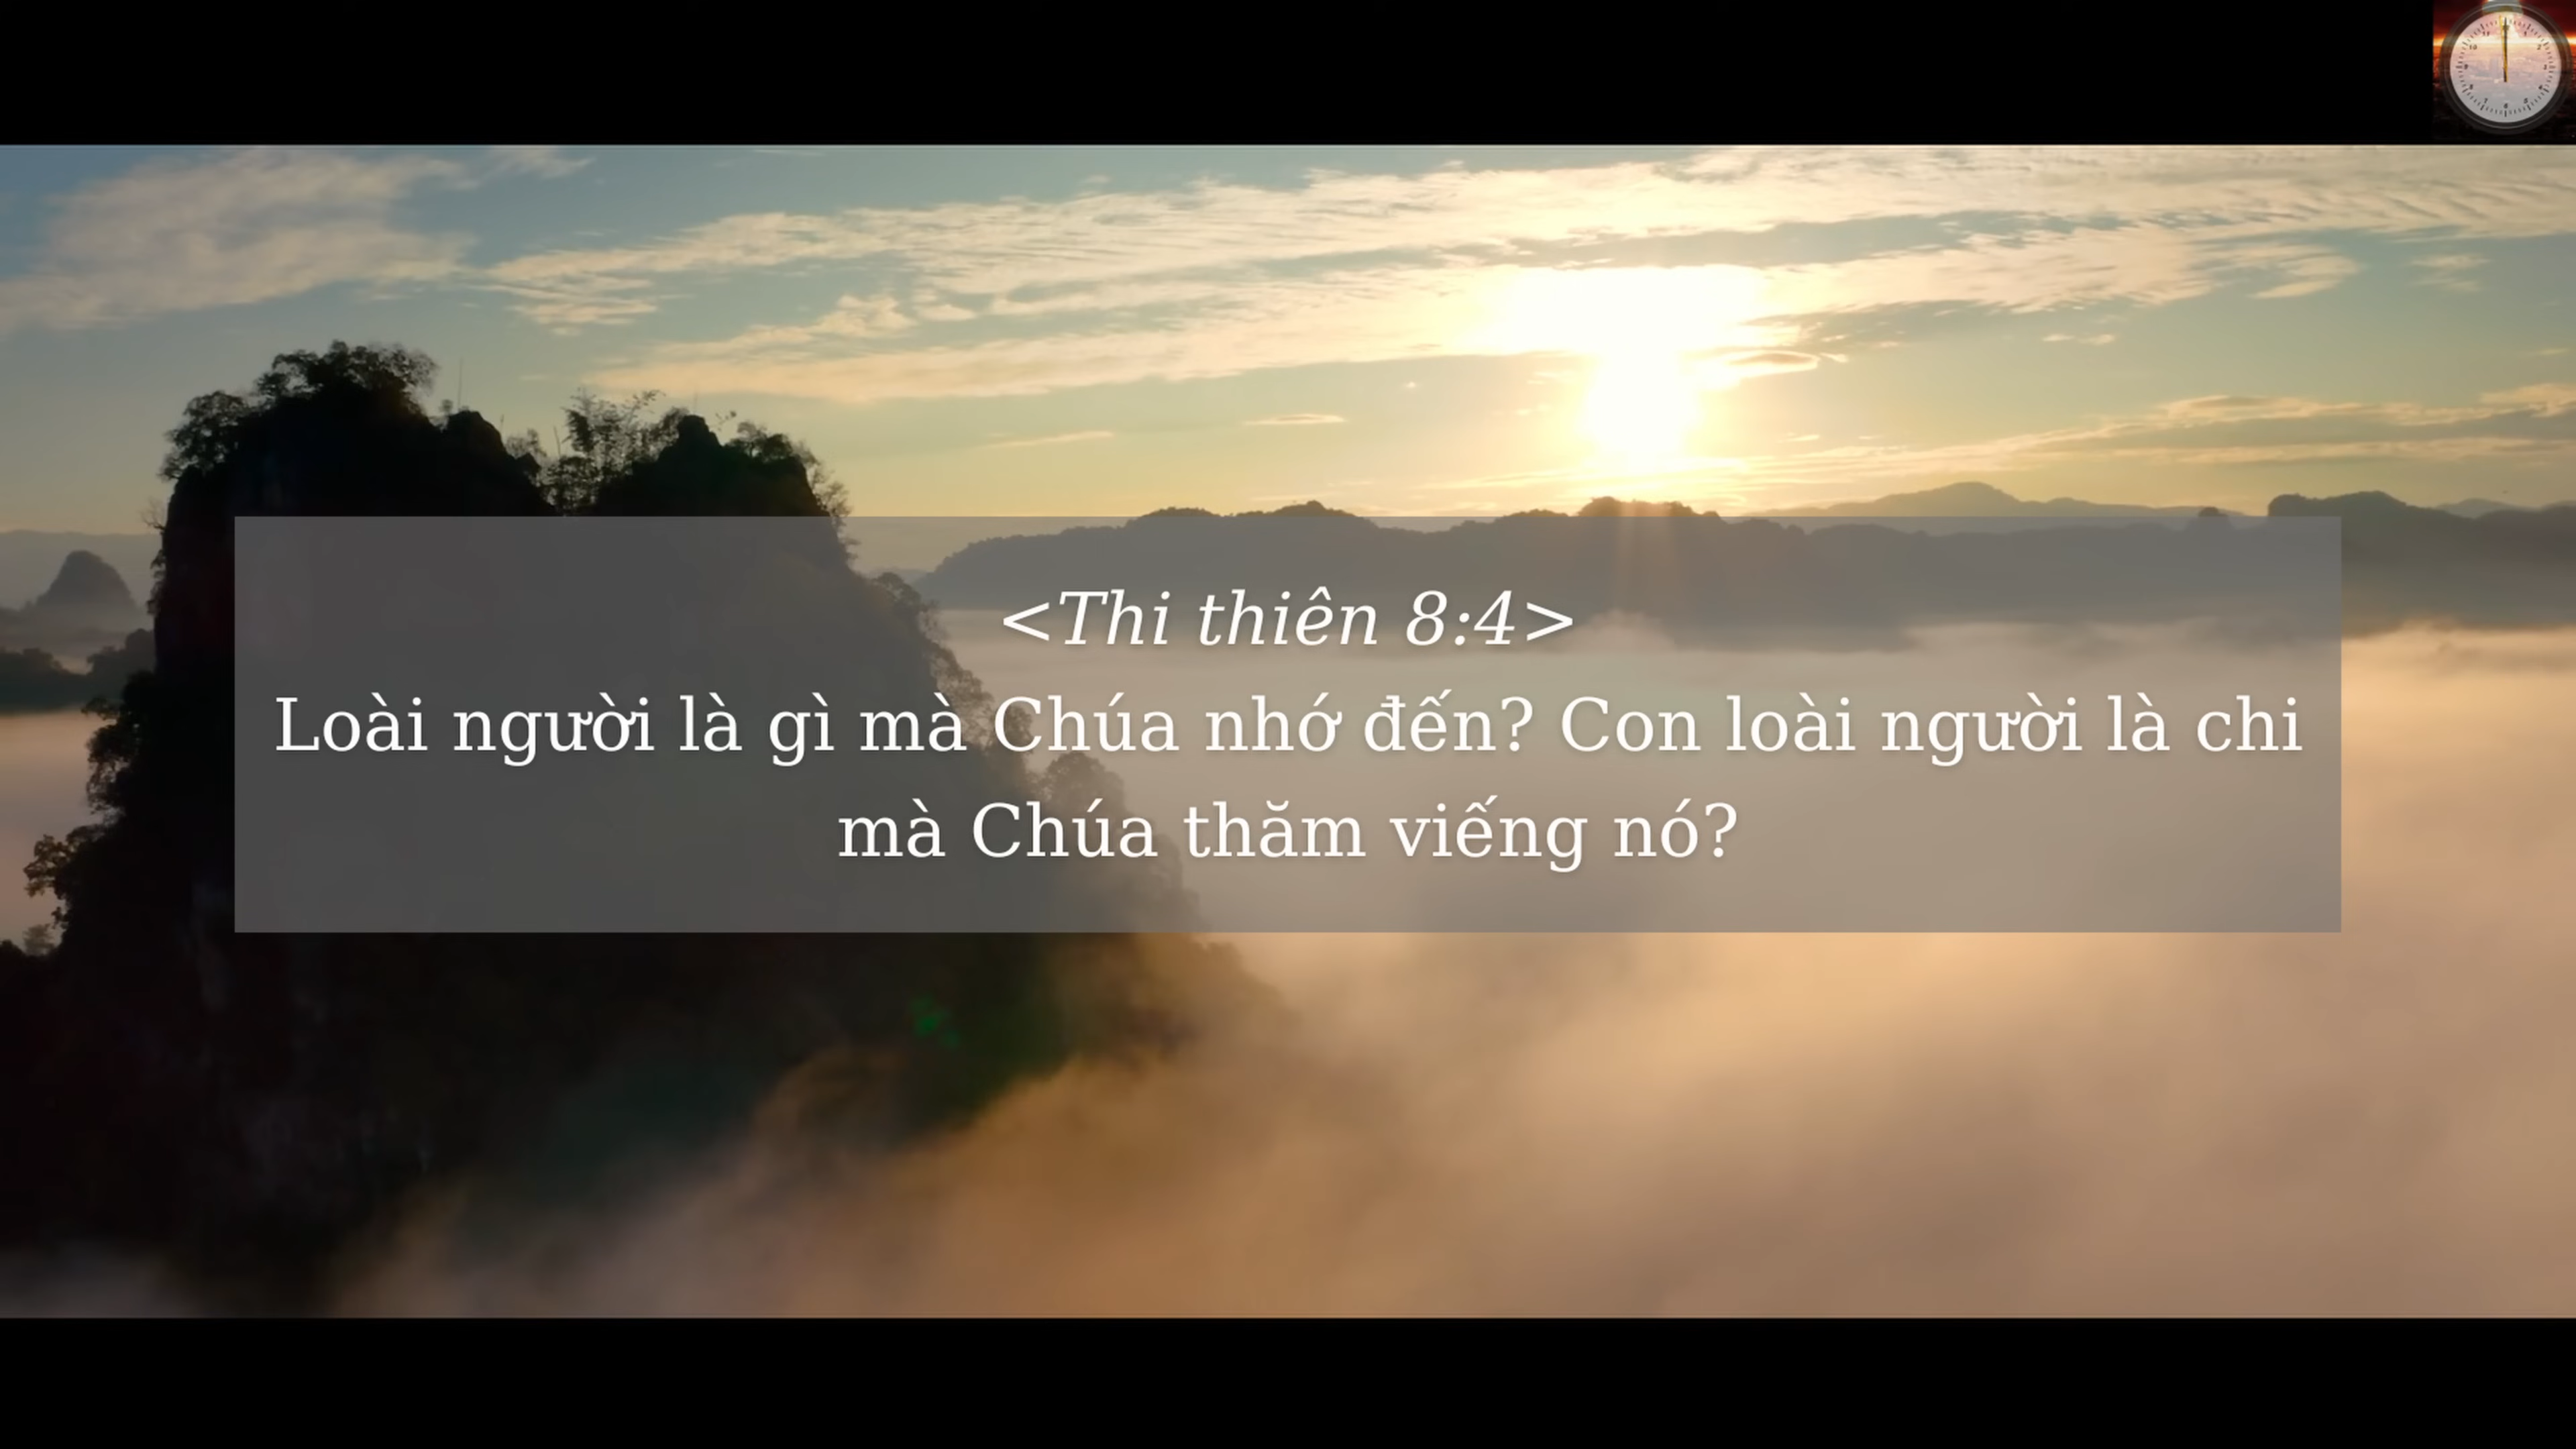 <Thi thiên 8:4>
Loài người là gì mà Chúa nhớ đến? Con loài người là chi
mà Chúa thăm viếng nó?